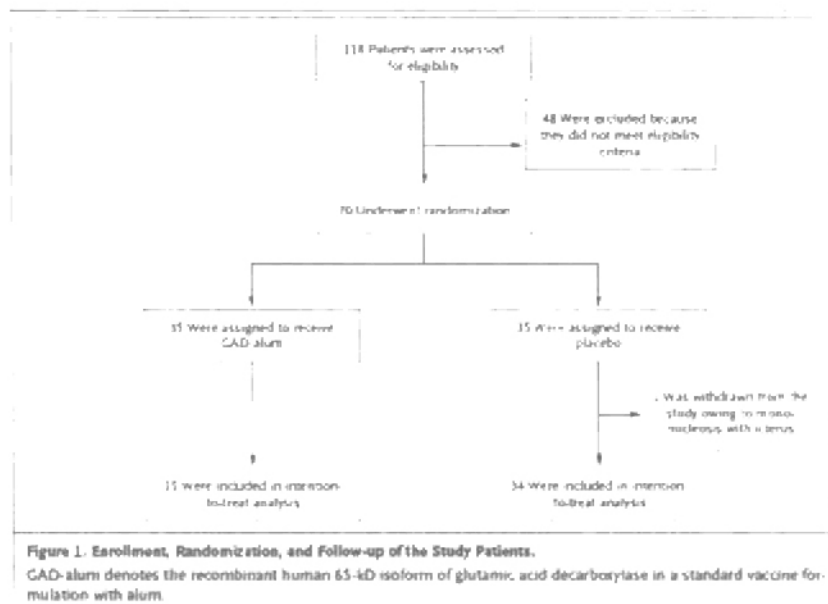 118 Patients were assessed
for eligibility
48 Were excluded because
they did not meet eligibility
criteria
70 Underwent randomization
35 Were assigned to receive
GAD-alum
35 Were assigned to receive
placebo
1 Was withdrawn from the
study owing to mono-
nucleosis with icterus
35 Were included in intention-
to-treat analysis
34 Were included in intention
to-treat analysis
Figure 1. Enrollment, Randomization, and Follow-up of the Study Patients.
GAD-alum denotes the recombinant human 65-kD isoform of glutamic acid decarboxylase in a standard vaccine for-
mulation with alum.